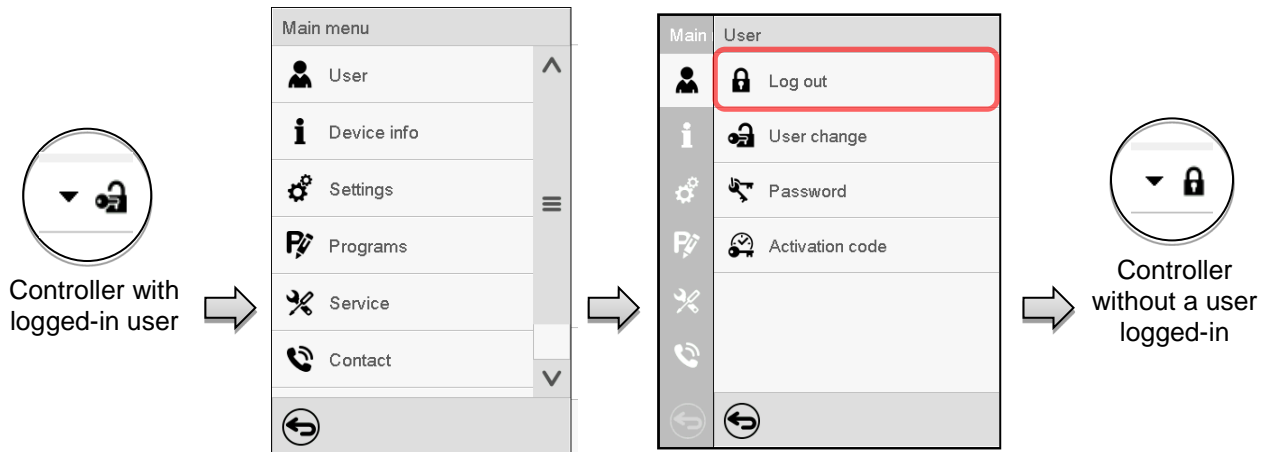 Controller with
logged-in user
Main menu
User
Device info
Settings
Programs
Service
Contact
Main
User
Log out
User change
Password
Activation code
Controller
without a user
logged-in